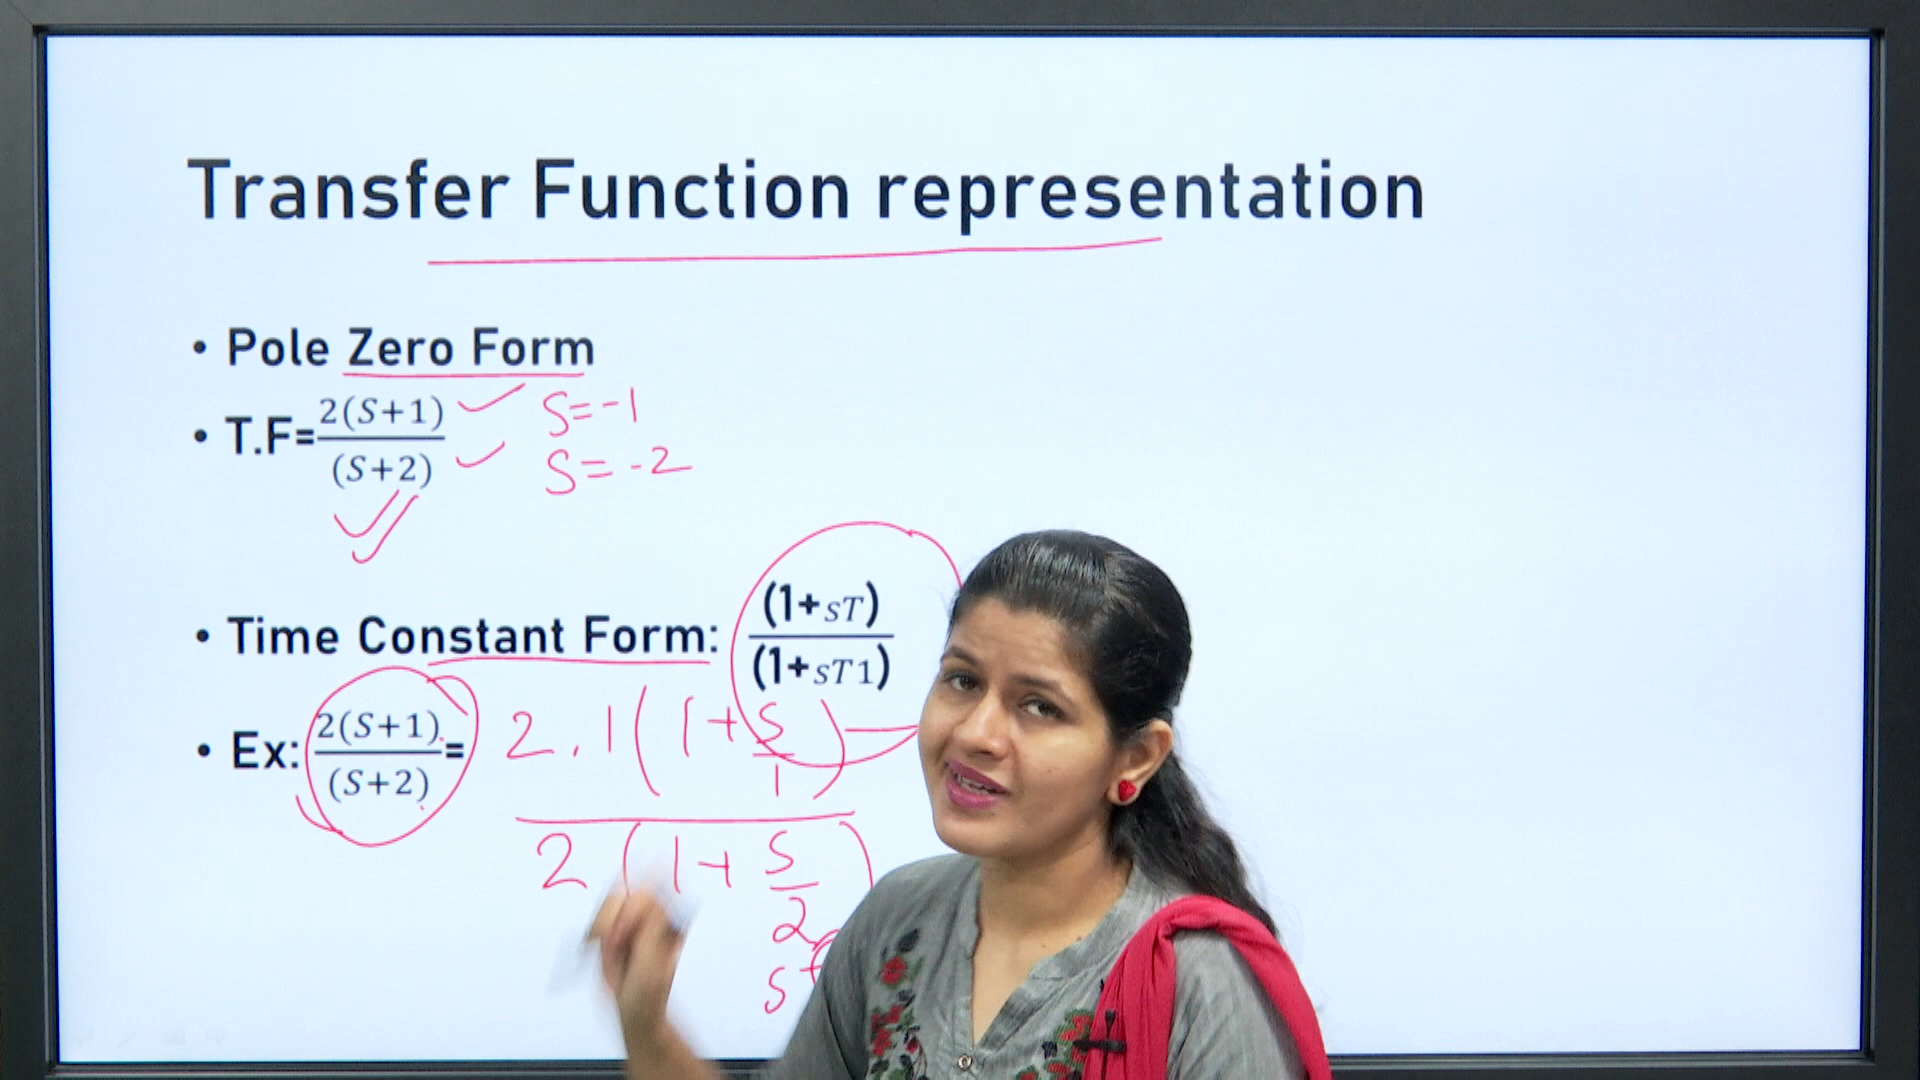 Transfer Function representation
• Pole Zero Form
• T.F=2(S+1)/(S+2)
S=-1
S=-2
• Time Constant Form: (1+sT)/(1+sT1)
• Ex: 2(S+1)/(S+2)= 2.1(1+S/1)/2(1+S/2)
s